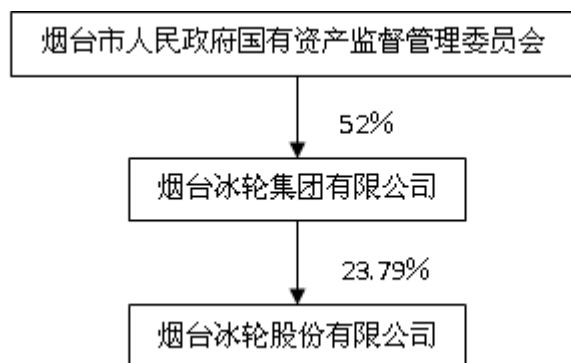 烟台市人民政府国有资产监督管理委员会
52%
烟台冰轮集团有限公司
23.79%
烟台冰轮股份有限公司